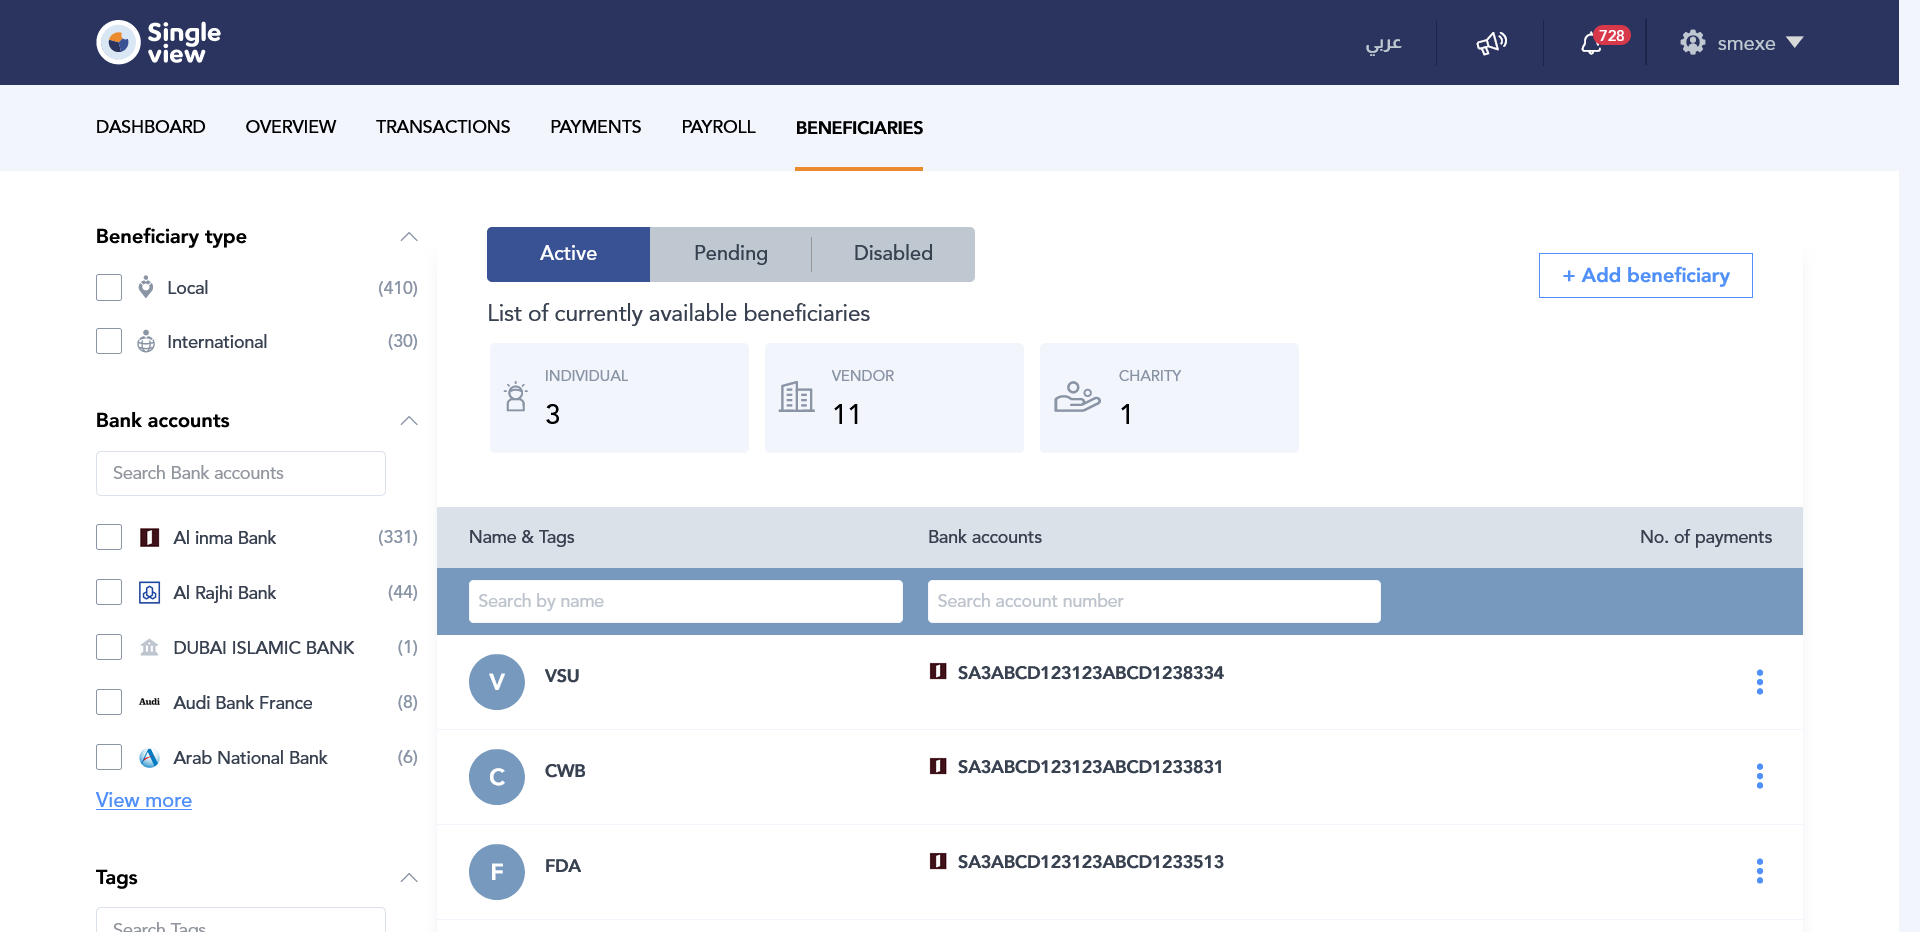 Single
view
عربي
728
smexe
DASHBOARD
OVERVIEW
TRANSACTIONS
PAYMENTS
PAYROLL
BENEFICIARIES
Beneficiary type
Local
(410)
International
(30)
Bank accounts
Search Bank accounts
Al inma Bank
(331)
Al Rajhi Bank
(44)
DUBAI ISLAMIC BANK
(1)
Audi
Audi Bank France
(8)
Arab National Bank
(6)
View more
Tags
Search Tags
Active
Pending
Disabled
+ Add beneficiary
List of currently available beneficiaries
INDIVIDUAL
3
VENDOR
11
CHARITY
1
Name & Tags
Bank accounts
No. of payments
Search by name
Search account number
V
VSU
SA3ABCD123123ABCD1238334
C
CWB
SA3ABCD123123ABCD1233831
F
FDA
SA3ABCD123123ABCD1233513